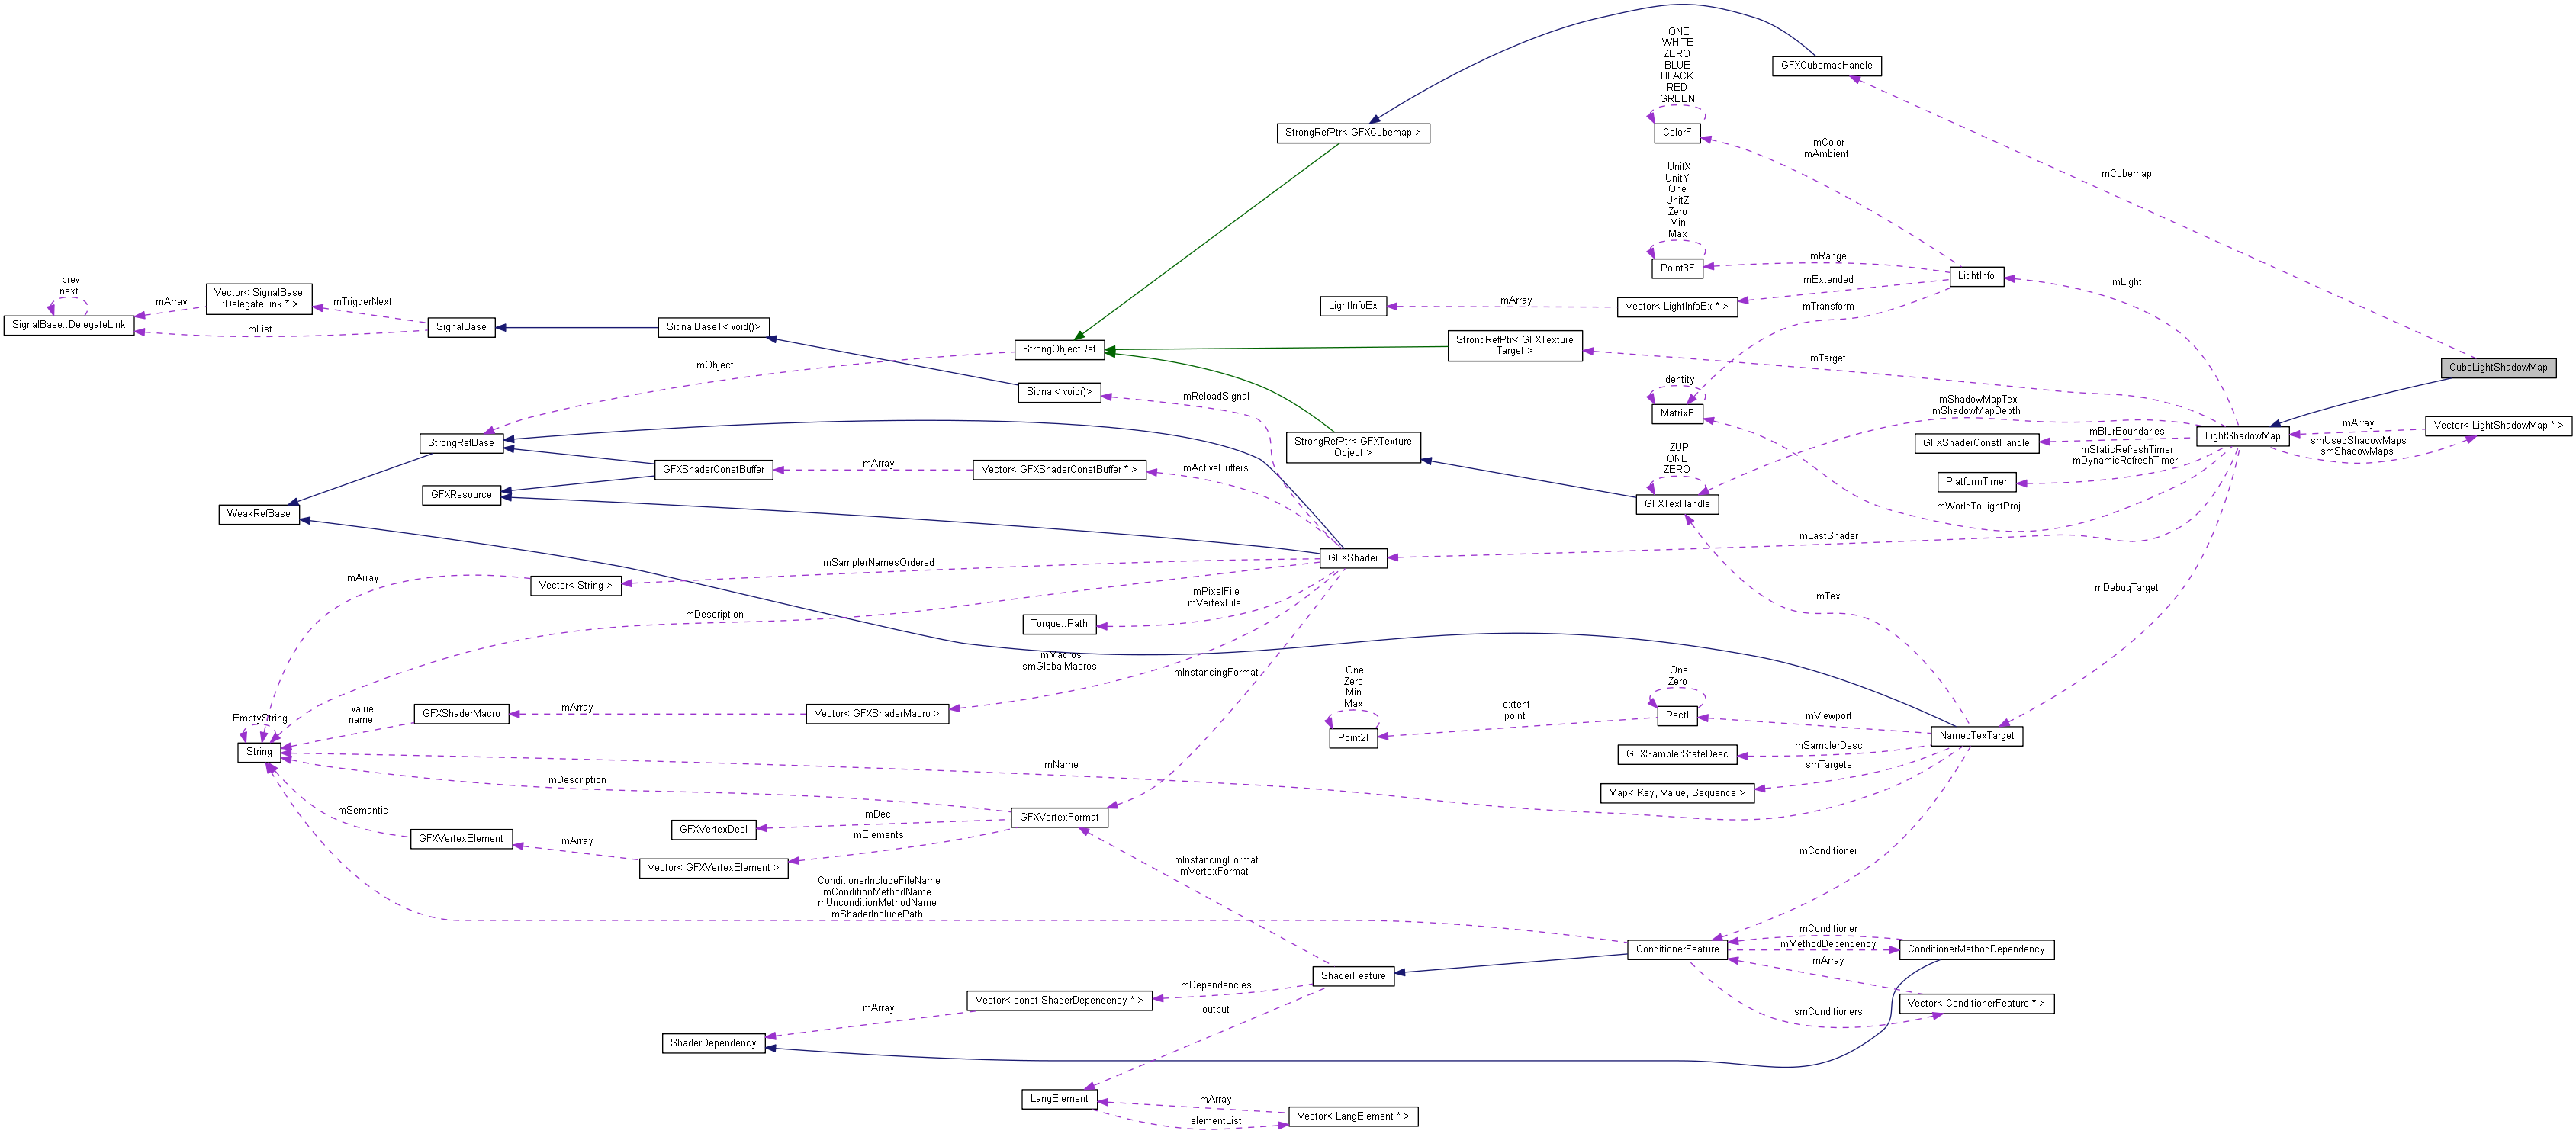 ONE
WHITE
ZERO
BLUE
BLACK
RED
GREEN
GFXCubemapHandle
StrongRefPtr< GFXCubemap >
ColorF
mColor
mAmbient
mCubemap
UnitX
UnitY
One
UnitZ
Zero
Min
Max
Point3F
mRange
LightInfo
mLight
prev
next
SignalBase::DelegateLink
mArray
Vector< SignalBase
::DelegateLink * >
mTriggerNext
mList
SignalBase
SignalBaseT< void()>
LightInfoEx
mArray
Vector< LightInfoEx * >
mExtended
mTransform
StrongObjectRef
StrongRefPtr< GFXTexture
Target >
mTarget
CubeLightShadowMap
mObject
Signal< void()>
mReloadSignal
Identity
MatrixF
mShadowMapTex
mShadowMapDepth
StrongRefBase
StrongRefPtr< GFXTexture
Object >
GFXShaderConstHandle
mBlurBoundaries
LightShadowMap
mArray
smUsedShadowMaps
smShadowMaps
Vector< LightShadowMap * >
GFXShaderConstBuffer
mArray
Vector< GFXShaderConstBuffer * >
mActiveBuffers
ZUP
ONE
ZERO
GFXTexHandle
mStaticRefreshTimer
mDynamicRefreshTimer
PlatformTimer
GFXResource
WeakRefBase
mWorldToLightProj
mLastShader
GFXShader
mSamplerNamesOrdered
mArray
Vector< String >
mPixelFile
mVertexFile
mDebugTarget
mTex
mDescription
Torque::Path
mMacros
smGlobalMacros
mInstancingFormat
One
Zero
Min
Max
Point2I
One
Zero
RectI
extent
point
mViewport
NamedTexTarget
EmptyString
String
value
name
GFXShaderMacro
mArray
Vector< GFXShaderMacro >
GFXSamplerStateDesc
mSamplerDesc
mName
smTargets
Map< Key, Value, Sequence >
mDescription
GFXVertexFormat
mSemantic
GFXVertexElement
mArray
GFXVertexDecl
mDecl
mElements
Vector< GFXVertexElement >
mInstancingFormat
mVertexFormat
mConditioner
ConditionerIncludeFileName
mConditionMethodName
mUnconditionMethodName
mShaderIncludePath
ConditionerFeature
mConditioner
mMethodDependency
ConditionerMethodDependency
mArray
Vector< ConditionerFeature * >
smConditioners
ShaderFeature
mDependencies
output
Vector< const ShaderDependency * >
mArray
ShaderDependency
LangElement
mArray
elementList
Vector< LangElement * >